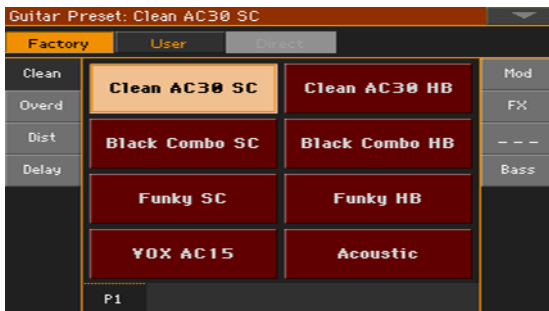 Guitar Preset: Clean AC30 SC
Factory User Direct
Clean
Overd
Dist
Delay
Clean AC30 SC Clean AC30 HB
Black Combo SC Black Combo HB
Funky SC Funky HB
VOX AC15 Acoustic
Mod
FX
---
Bass
P1